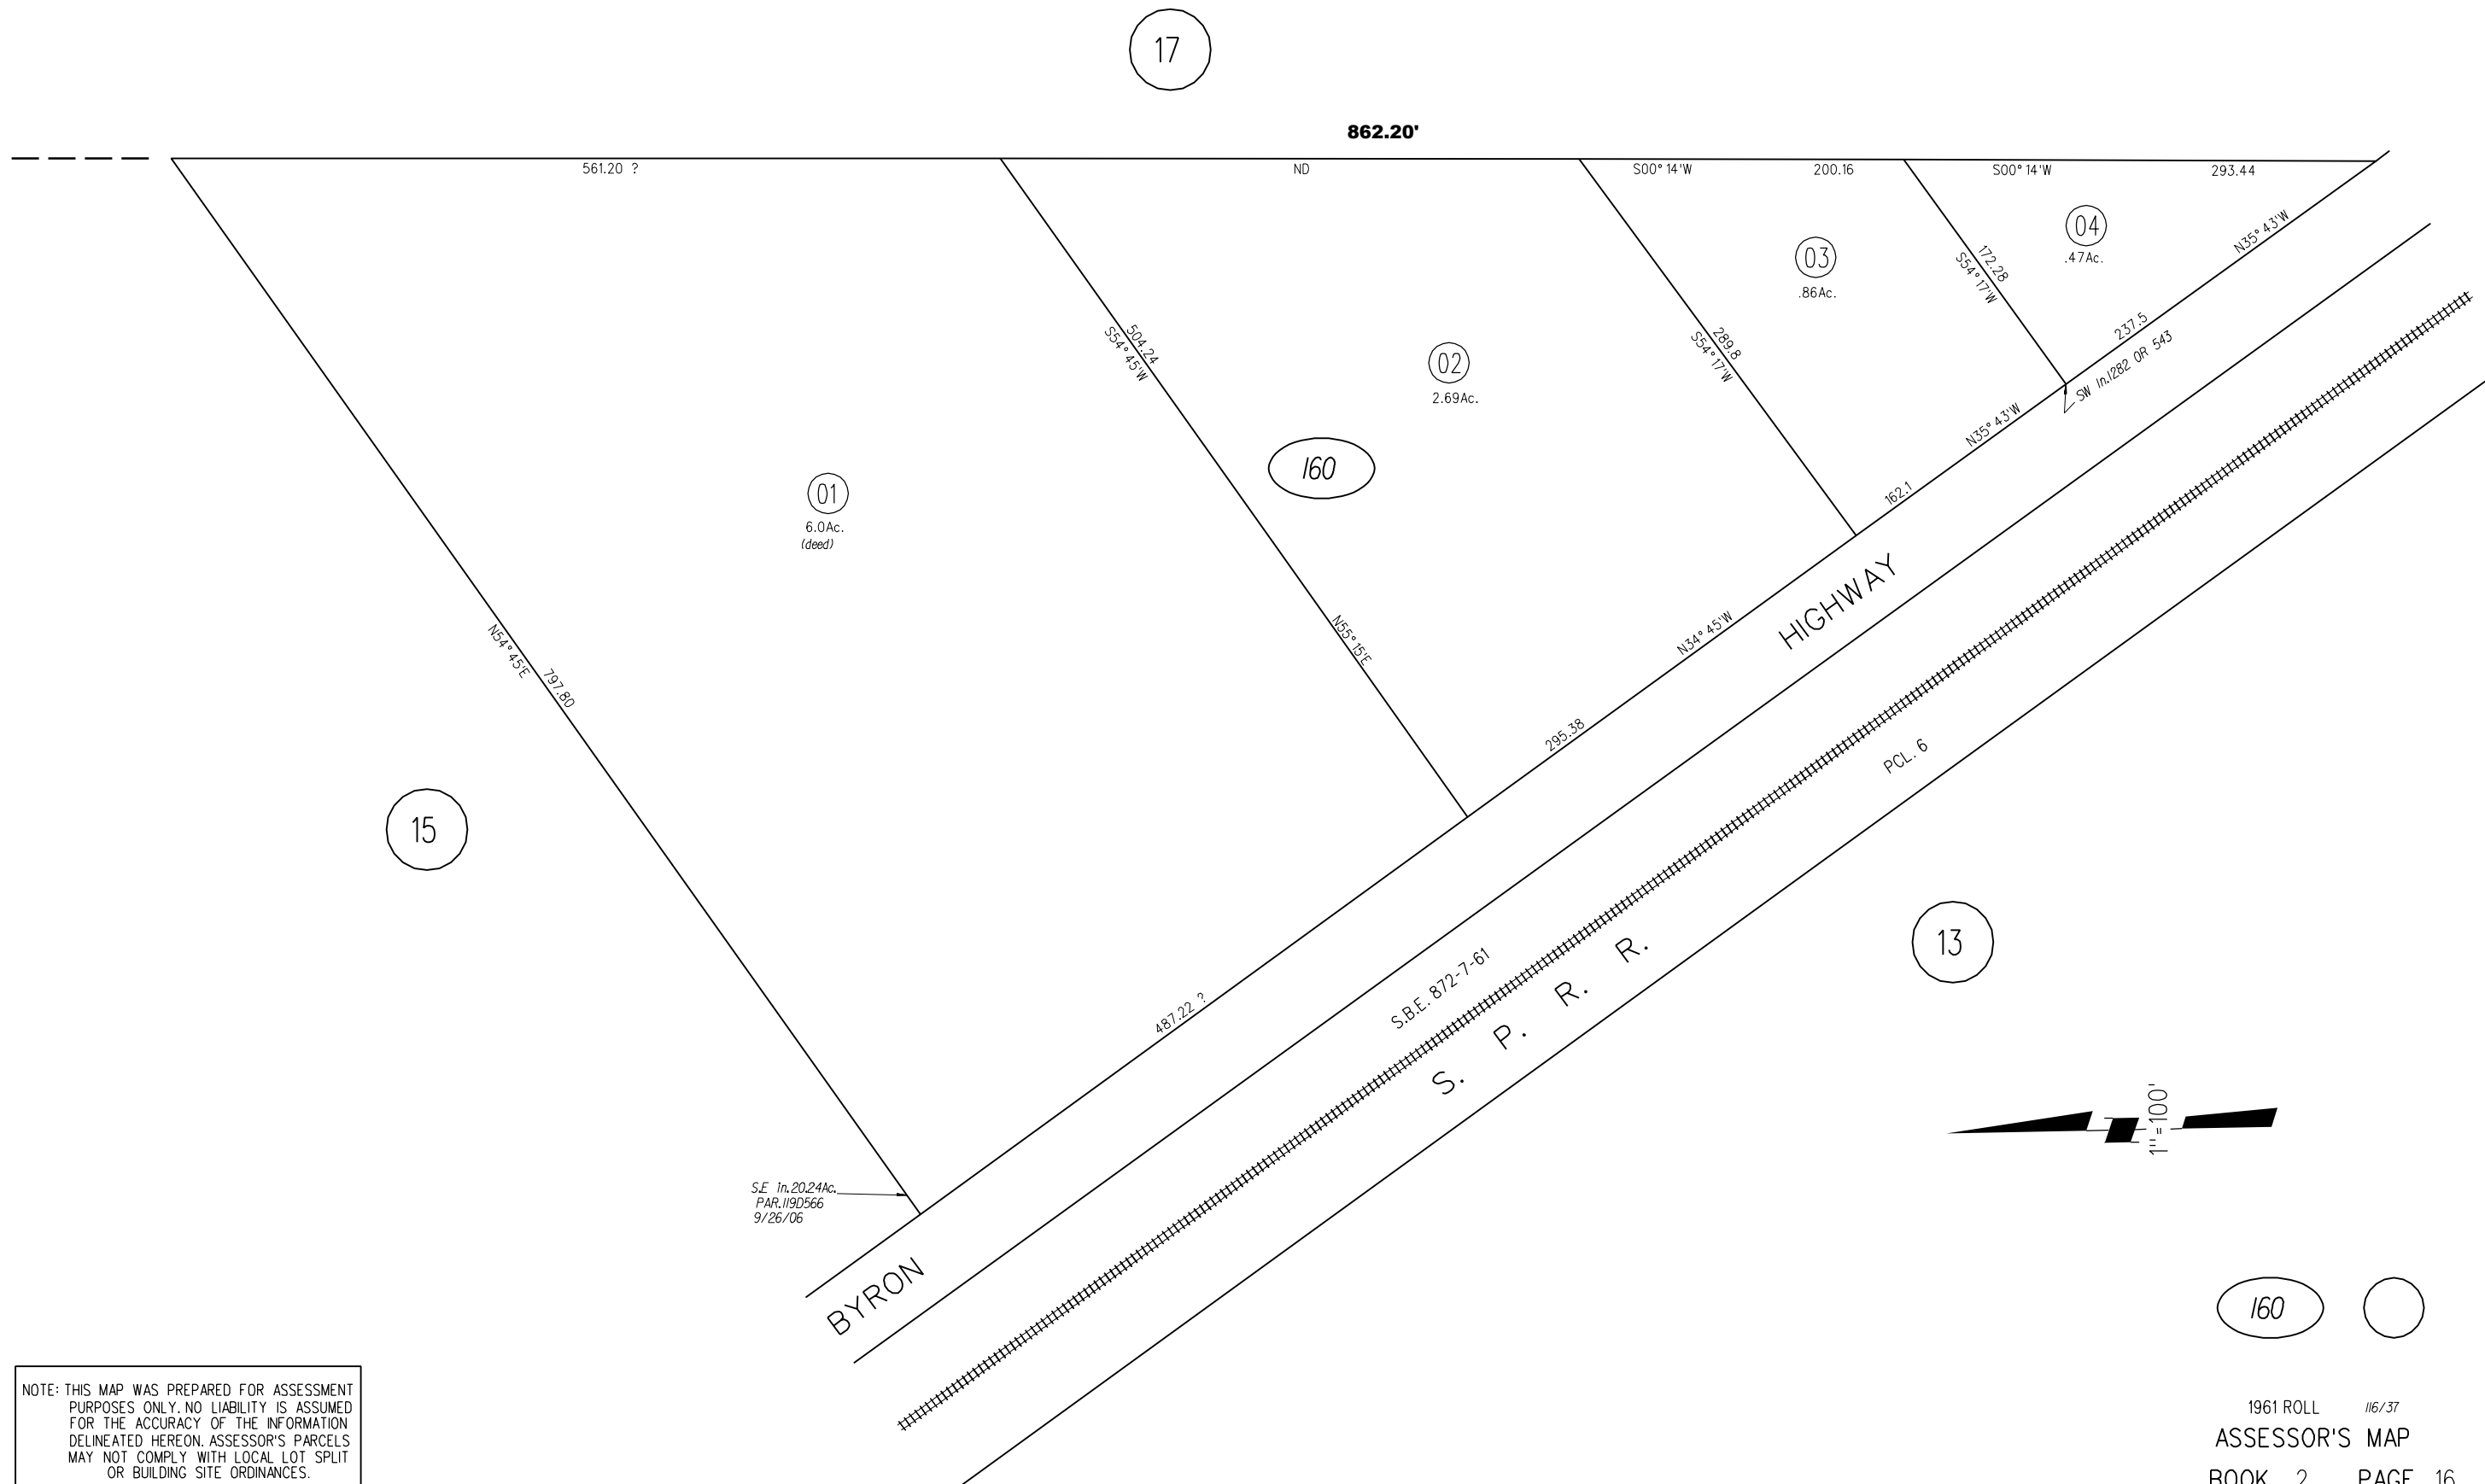 17
862.20'
561.20 ?
ND
S00°14'W
200.16
S00°14'W
293.44
04
.47Ac.
N35°43'W
03
.86Ac.
172.28
S54°17'W
237.5
SW ln.1282 OR 543
504.24
S54°45'W
02
2.69Ac.
289.8
S54°17'W
N35°43'W
160
01
6.0Ac.
(deed)
162.1
N55°15'E
N34°45'W
HIGHWAY
N54°45'E
797.80
295.38
PCL. 6
15
13
487.22 ?
S.B.E. 872-7-61
S. P. R. R.
1"=100'
S.E ln.20.24Ac.
PAR.119D566
9/26/06
BYRON
160
NOTE: THIS MAP WAS PREPARED FOR ASSESSMENT
PURPOSES ONLY. NO LIABILITY IS ASSUMED
FOR THE ACCURACY OF THE INFORMATION
DELINEATED HEREON. ASSESSOR'S PARCELS
MAY NOT COMPLY WITH LOCAL LOT SPLIT
OR BUILDING SITE ORDINANCES.
1961 ROLL 116/37
ASSESSOR'S MAP
BOOK 2 PAGE 16